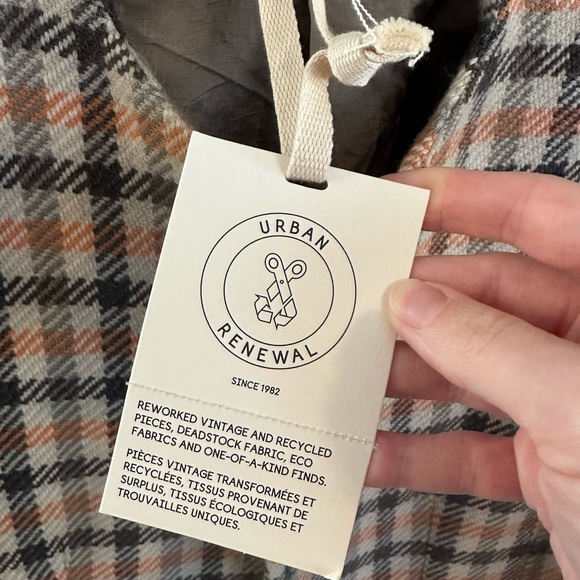 URBAN
RENEWAL
SINCE 1982
REWORKED VINTAGE AND RECYCLED
PIECES, DEADSTOCK FABRIC, ECO
FABRICS AND ONE-OF-A-KIND FINDS.
PIÈCES VINTAGE TRANSFORMÉES ET
RECYCLÉES, TISSUS PROVENANT DE
SURPLUS, TISSUS ÉCOLOGIQUES ET
TROUVAILLES UNIQUES.